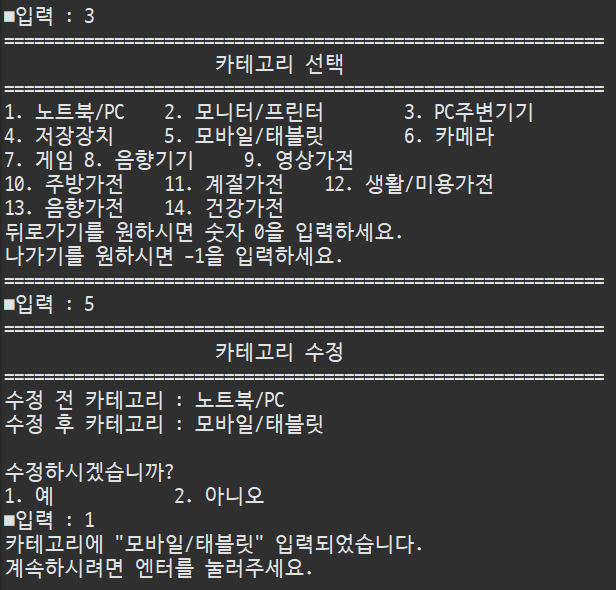 ■입력 : 3
============================================================
카테고리 선택
============================================================
1. 노트북/PC 2. 모니터/프린터 3. PC주변기기
4. 저장장치 5. 모바일/태블릿 6. 카메라
7. 게임 8. 음향기기 9. 영상가전
10. 주방가전 11. 계절가전 12. 생활/미용가전
13. 음향가전 14. 건강가전
뒤로가기를 원하시면 숫자 0을 입력하세요.
나가기를 원하시면 -1을 입력하세요.
============================================================
■입력 : 5
============================================================
카테고리 수정
============================================================
수정 전 카테고리 : 노트북/PC
수정 후 카테고리 : 모바일/태블릿
수정하시겠습니까?
1. 예 2. 아니오
■입력 : 1
카테고리에 "모바일/태블릿" 입력되었습니다.
계속하시려면 엔터를 눌러주세요.